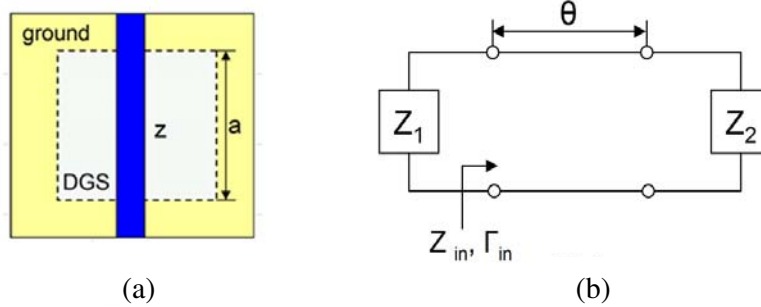 ground
z
a
DGS
(a)
θ
Z1
Z2
Z in, Γin
(b)